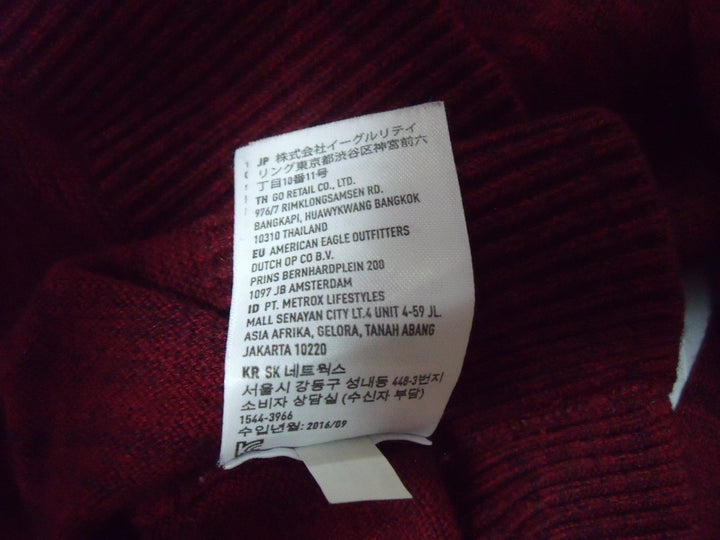 JP 株式会社イーグルリテイ
リング東京都渋谷区神宮前六
丁目10番11号
TH GO RETAIL CO., LTD.
976/7 RIMKLONGSAMSEN RD.
BANGKAPI, HUAWYKWANG BANGKOK
10310 THAILAND
EU AMERICAN EAGLE OUTFITTERS
DUTCH OP CO B.V.
PRINS BERNHARDPLEIN 200
1097 JB AMSTERDAM
ID PT. METROX LIFESTYLES
MALL SENAYAN CITY LT.4 UNIT 4-59 JL.
ASIA AFRIKA, GELORA, TANAH ABANG
JAKARTA 10220
KR SK네트웍스
서울시 강동구 성내동 448-3번지
소비자 상담실 (수신자 부담)
1544-3966
수입년월: 2016/09